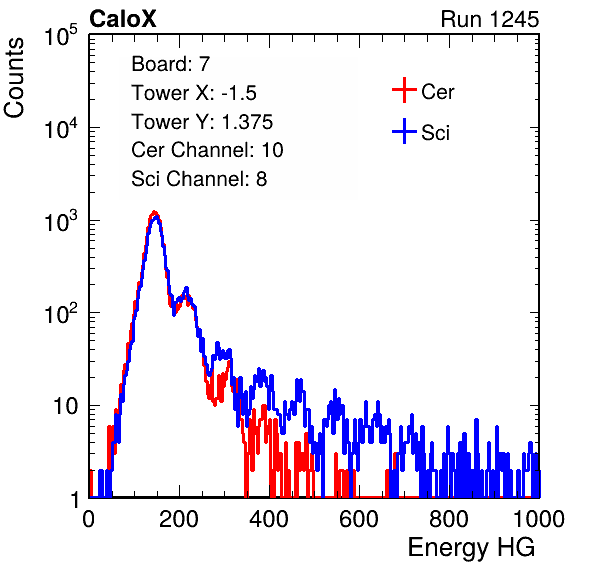 CaloX Run 1245
Counts
10^5
10^4
10^3
10^2
10
1
Board: 7
Tower X: -1.5
Tower Y: 1.375
Cer Channel: 10
Sci Channel: 8
Cer
Sci
0 200 400 600 800 1000
Energy HG